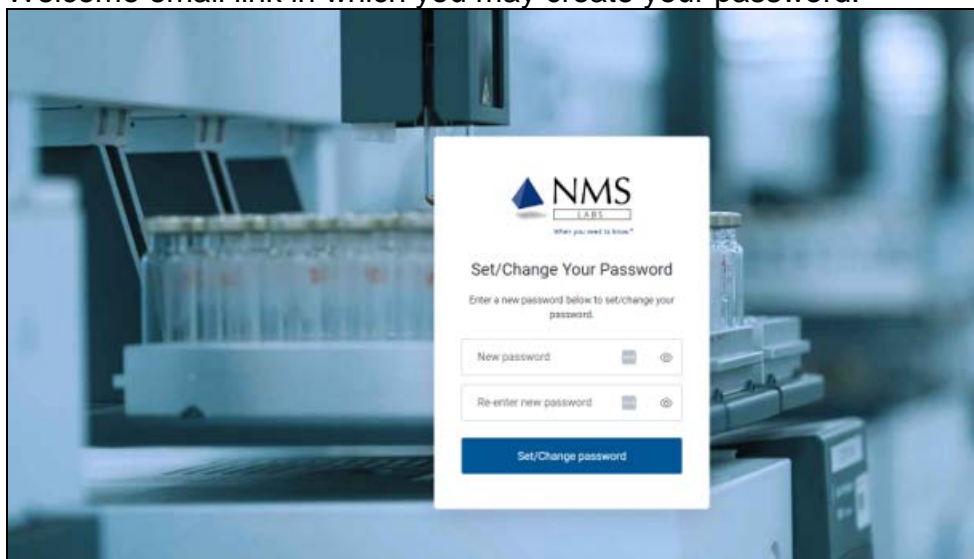 Welcome email link in which you may create your password.
NMS
LABS
When you need to know.®
Set/Change Your Password
Enter a new password below to set/change your
password.
New password
Re-enter new password
Set/Change password